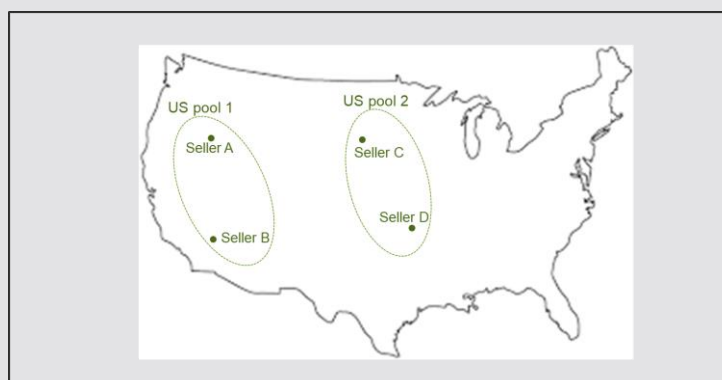 US pool 1
US pool 2
Seller A
Seller C
Seller B
Seller D